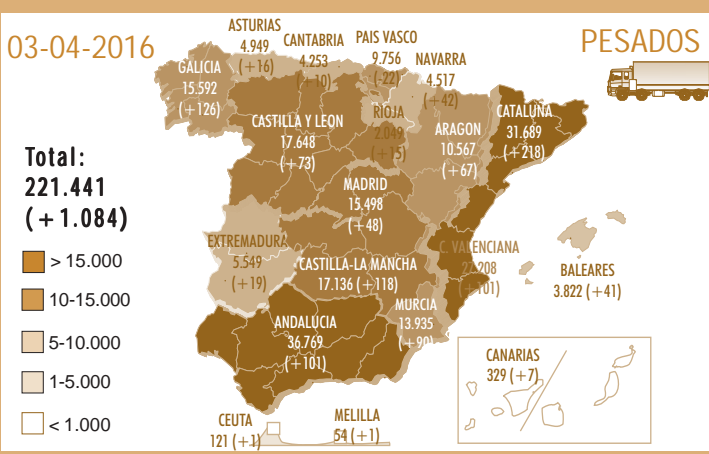 03-04-2016
PESADOS
ASTURIAS
4.949
(+16)
CANTABRIA
4.253
(+10)
PAIS VASCO
9.756
(-22)
NAVARRA
4.517
(+42)
GALICIA
15.592
(+126)
CASTILLA Y LEON
17.648
(+73)
RIOJA
2.049
(+15)
ARAGON
10.567
(+67)
CATALUÑA
31.689
(+218)
Total:
221.441
(+1.084)
MADRID
15.498
(+48)
EXTREMADURA
5.549
(+19)
CASTILLA-LA MANCHA
17.136 (+118)
C. VALENCIANA
27.208
(+101)
BALEARES
3.822 (+41)
MURCIA
13.935
(+90)
ANDALUCIA
36.769
(+101)
> 15.000
10-15.000
5-10.000
1-5.000
< 1.000
CANARIAS
329 (+7)
CEUTA
121 (+1)
MELILLA
54 (+1)